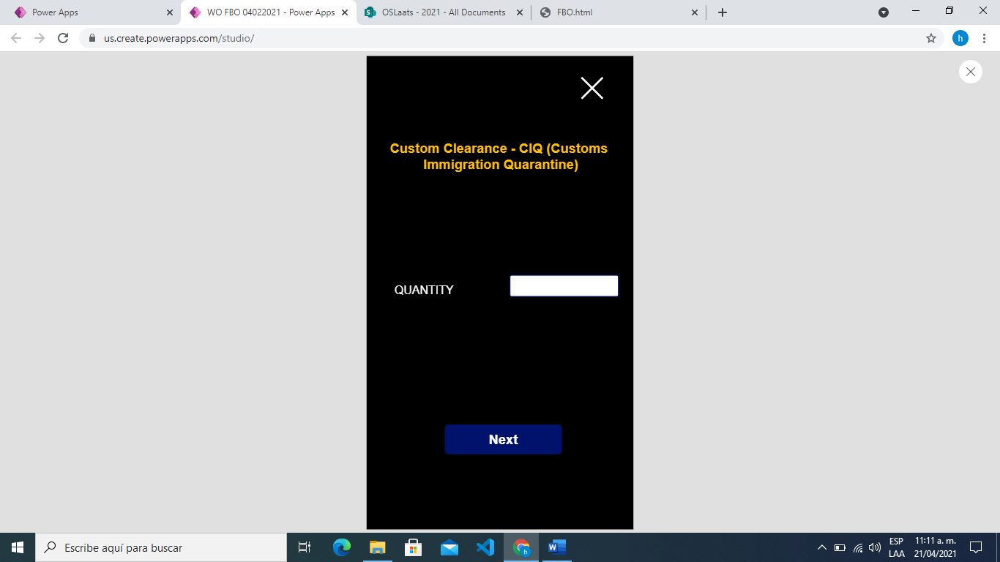 Power Apps
WO FBO 04022021 - Power Apps
OSLaats - 2021 - All Documents
FBO.html
us.create.powerapps.com/studio/
h
Custom Clearance - CIQ (Customs
Immigration Quarantine)
QUANTITY
Next
Escribe aquí para buscar
ESP
LAA
11:11 a. m.
21/04/2021